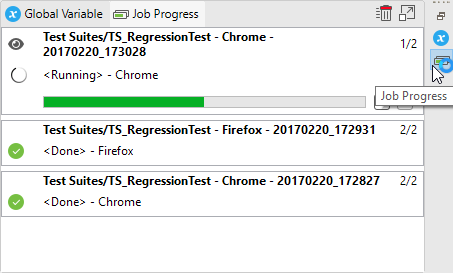 Global Variable
Job Progress
Test Suites/TS_RegressionTest - Chrome - 20170220_173028
1/2
<Running> - Chrome
Job Progress
Test Suites/TS_RegressionTest - Firefox - 20170220_172931
2/2
<Done> - Firefox
Test Suites/TS_RegressionTest - Chrome - 20170220_172827
2/2
<Done> - Chrome